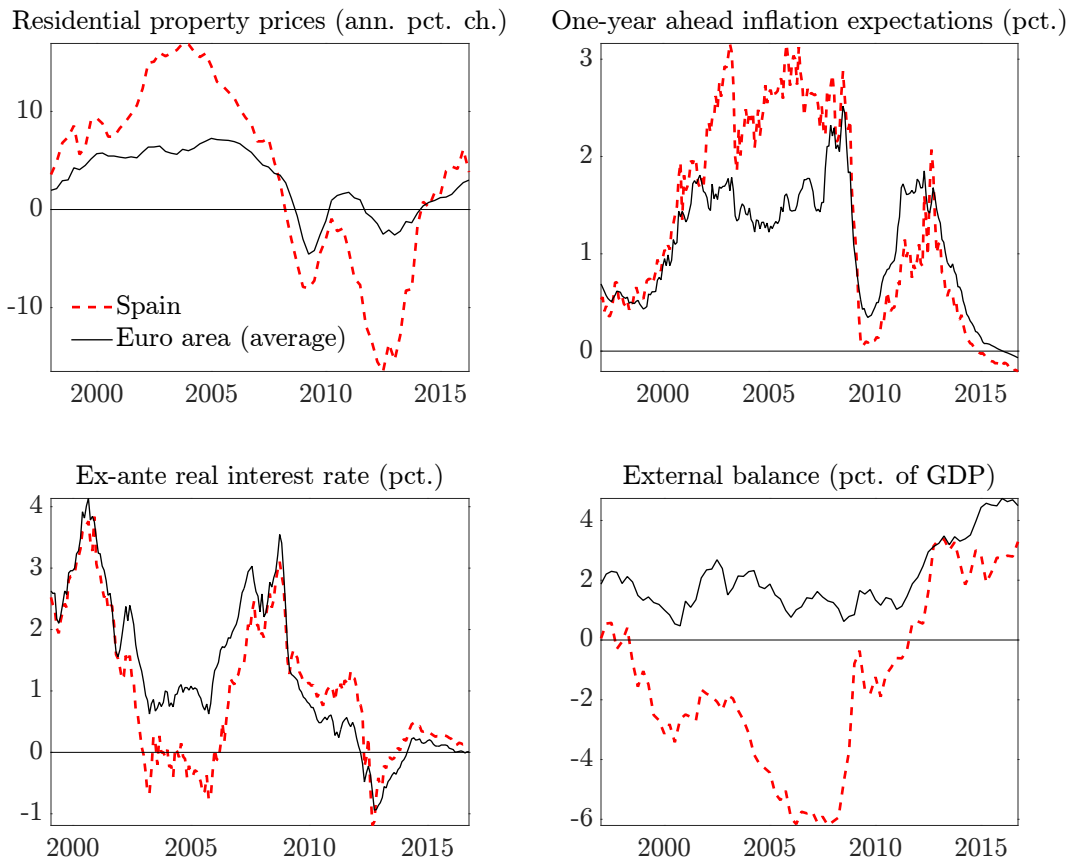 Residential property prices (ann. pct. ch.)
10
0
-10
Spain
Euro area (average)
2000 2005 2010 2015
One-year ahead inflation expectations (pct.)
3
2
1
0
2000 2005 2010 2015
Ex-ante real interest rate (pct.)
4
3
2
1
0
-1
2000 2005 2010 2015
External balance (pct. of GDP)
4
2
0
-2
-4
-6
2000 2005 2010 2015